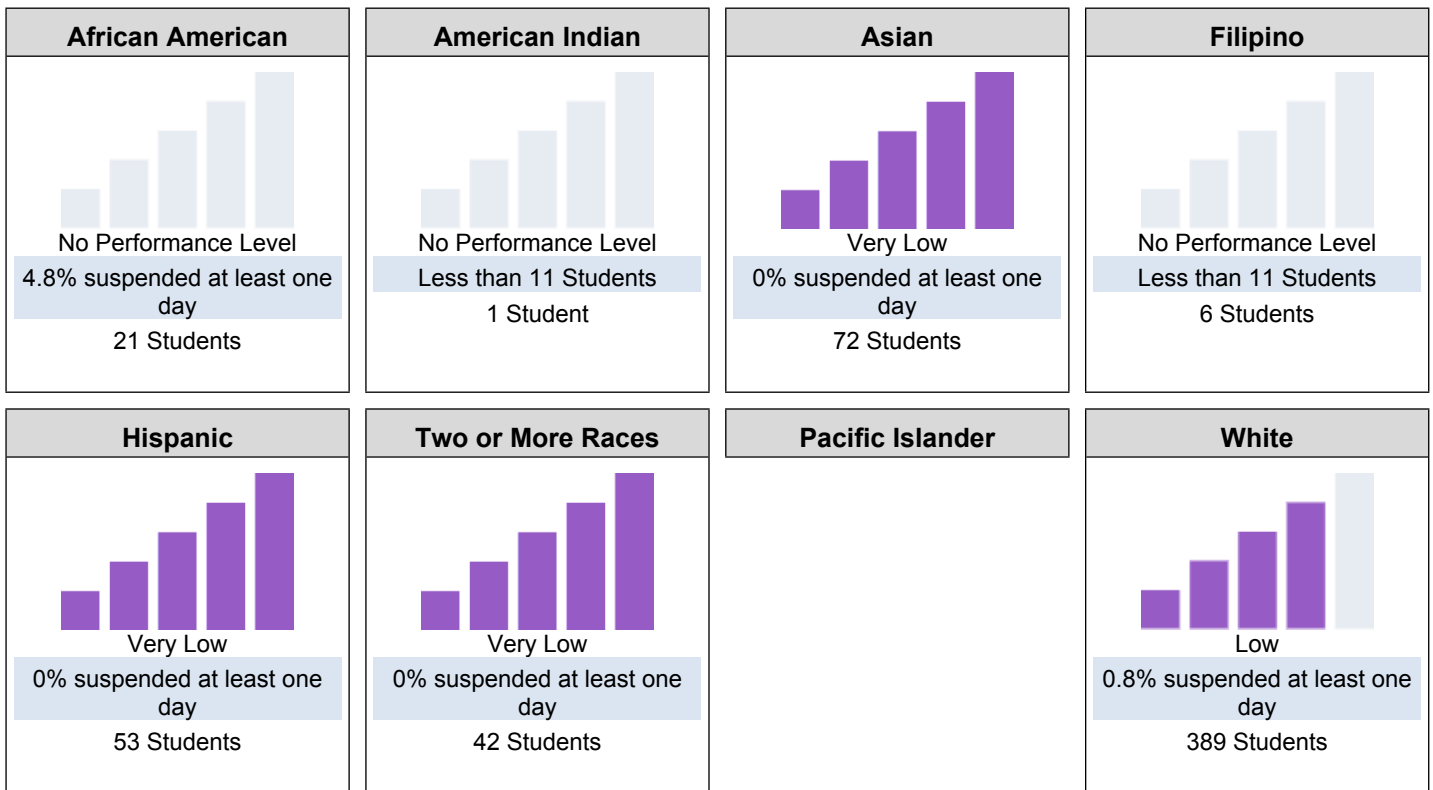 African American
No Performance Level
4.8% suspended at least one
day
21 Students
American Indian
No Performance Level
Less than 11 Students
1 Student
Asian
Very Low
0% suspended at least one
day
72 Students
Filipino
No Performance Level
Less than 11 Students
6 Students
Hispanic
Very Low
0% suspended at least one
day
53 Students
Two or More Races
Very Low
0% suspended at least one
day
42 Students
Pacific Islander
White
Low
0.8% suspended at least one
day
389 Students